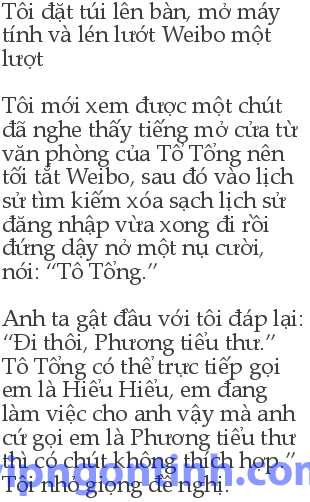 Tôi đặt túi lên bàn, mở máy
tính và lén lướt Weibo một
lượt
Tôi mới xem được một chút
đã nghe thấy tiếng mở cửa từ
văn phòng của Tô Tổng nên
tối tắt Weibo, sau đó vào lịch
sử tìm kiếm xóa sạch lịch sử
đăng nhập vừa xong đi rồi
đứng dậy nở một nụ cười,
nói: “Tô Tổng.”
Anh ta gật đầu với tôi đáp lại:
“Đi thôi, Phương tiểu thư.”
Tô Tổng có thể trực tiếp gọi
em là Hiểu Hiểu, em đang
làm việc cho anh vậy mà anh
cứ gọi em là Phương tiểu thư
thì có chút không thích hợp.”
Tôi nhỏ giọng đề nghị.
vipngontinh.com